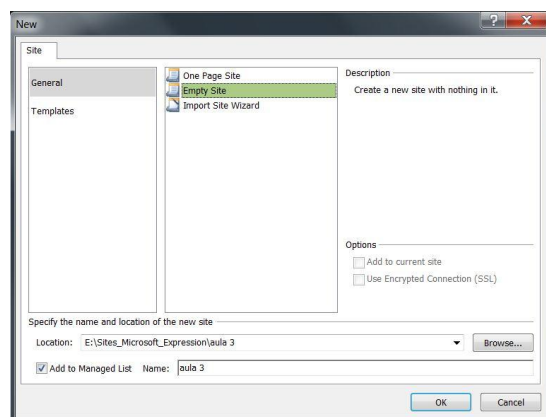 New
Site
General
Templates
One Page Site
Empty Site
Import Site Wizard
Description
Create a new site with nothing in it.
Options
Add to current site
Use Encrypted Connection (SSL)
Specify the name and location of the new site
Location: E:\Sites_Microsoft_Expression\aula 3 Browse...
Add to Managed List Name: aula 3
OK Cancel